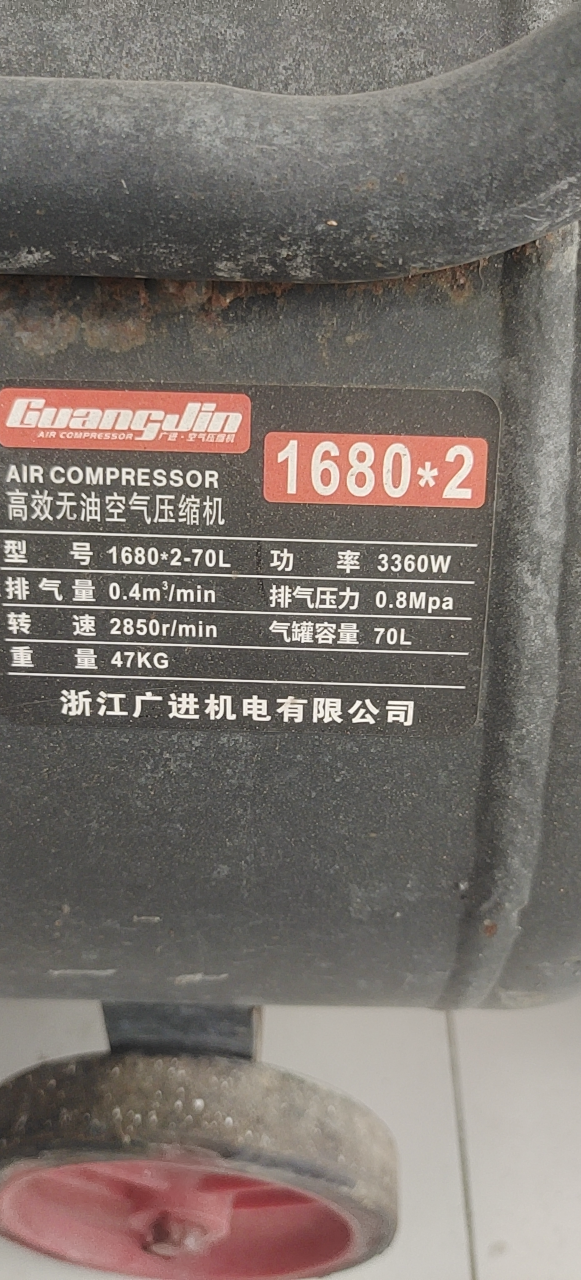 GuangJin
AIR COMPRESSOR 广进·空气压缩机
1680*2
AIR COMPRESSOR
高效无油空气压缩机
型 号 1680*2-70L 功 率 3360W
排气量 0.4m³/min 排气压力 0.8Mpa
转 速 2850r/min 气罐容量 70L
重 量 47KG
浙江广进机电有限公司